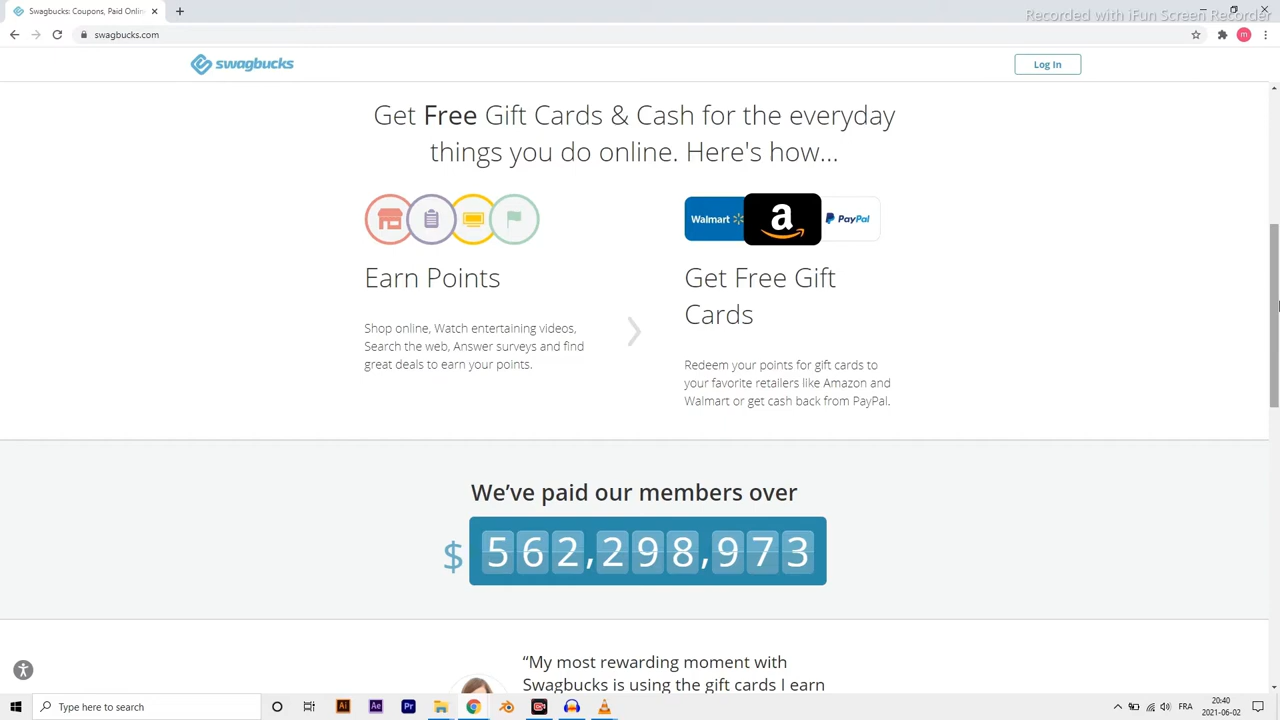 Swagbucks: Coupons, Paid Onlin
Recorded with iFun Screen Recorder
swagbucks.com
m
swagbucks
Log In
Get Free Gift Cards & Cash for the everyday
things you do online. Here's how...
Walmart
a
PayPal
Earn Points
Get Free Gift
Cards
Shop online, Watch entertaining videos,
Search the web, Answer surveys and find
great deals to earn your points.
Redeem your points for gift cards to
your favorite retailers like Amazon and
Walmart or get cash back from PayPal.
We've paid our members over
$ 562,298,973
“My most rewarding moment with
Swagbucks is using the gift cards I earn
Type here to search
Ai
Ae
Pr
FRA
20:40
2021-06-02